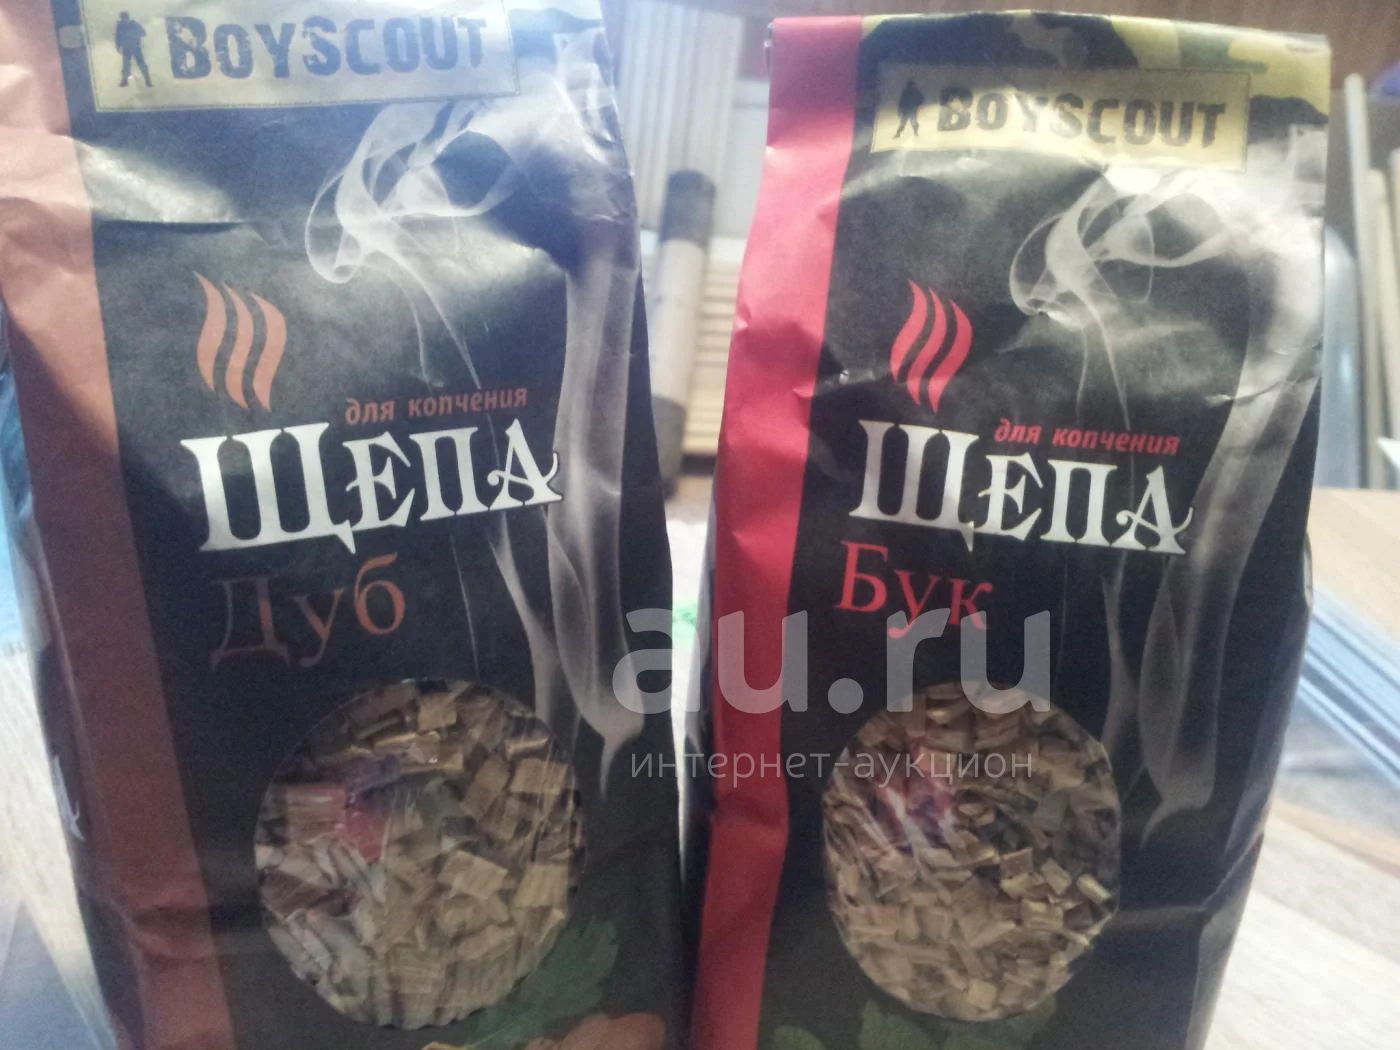 BOYSCOUT
для копчения
ЩЕПА
Дуб
BOYSCOUT
для копчения
ЩЕПА
Бук
au.ru
интернет-аукцион